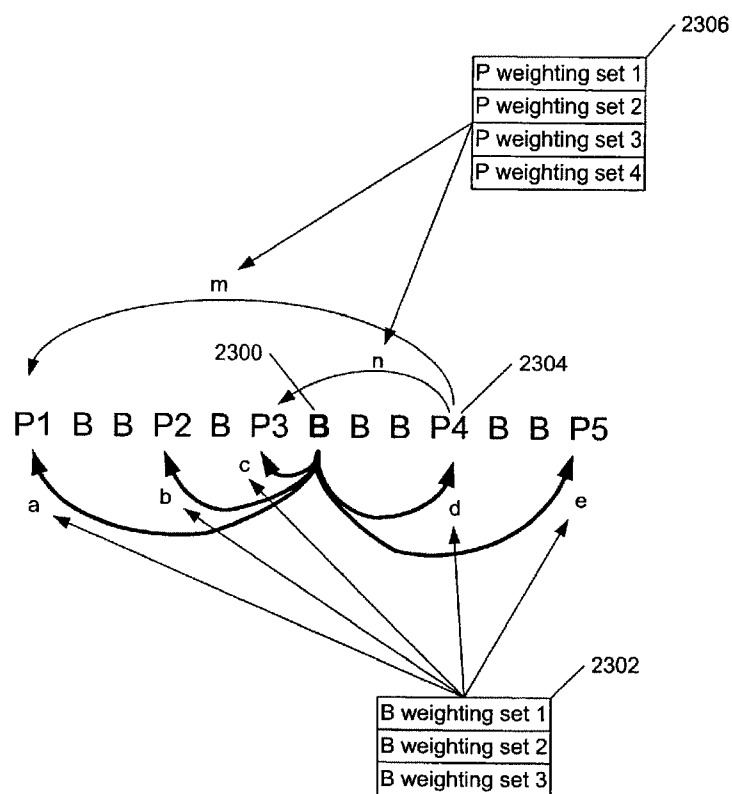 2306
P weighting set 1
P weighting set 2
P weighting set 3
P weighting set 4
m
2300
n
2304
P1 B B P2 B P3 B B B P4 B B P5
a
b
c
d
e
2302
B weighting set 1
B weighting set 2
B weighting set 3